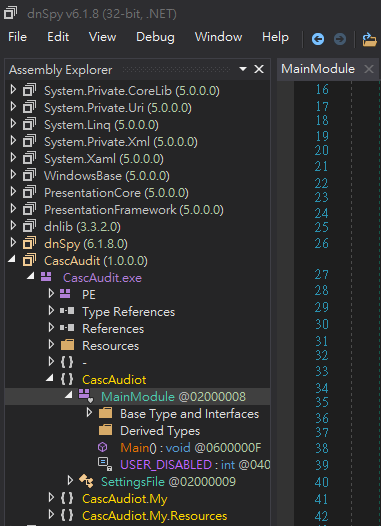 dnSpy v6.1.8 (32-bit, .NET)
File Edit View Debug Window Help
Assembly Explorer
MainModule
System.Private.CoreLib (5.0.0.0)
System.Private.Uri (5.0.0.0)
System.Linq (5.0.0.0)
System.Private.Xml (5.0.0.0)
System.Xaml (5.0.0.0)
WindowsBase (5.0.0.0)
PresentationCore (5.0.0.0)
PresentationFramework (5.0.0.0)
dnlib (3.3.2.0)
dnSpy (6.1.8.0)
CascAudit (1.0.0.0)
CascAudit.exe
PE
Type References
References
Resources
{ } -
{ } CascAudiot
MainModule @02000008
Base Type and Interfaces
Derived Types
Main() : void @0600000F
USER_DISABLED : int @040
SettingsFile @02000009
{ } CascAudiot.My
{ } CascAudiot.My.Resources
16
17
18
19
20
21
22
23
24
25
26
27
28
29
30
31
32
33
34
35
36
37
38
39
40
41
42